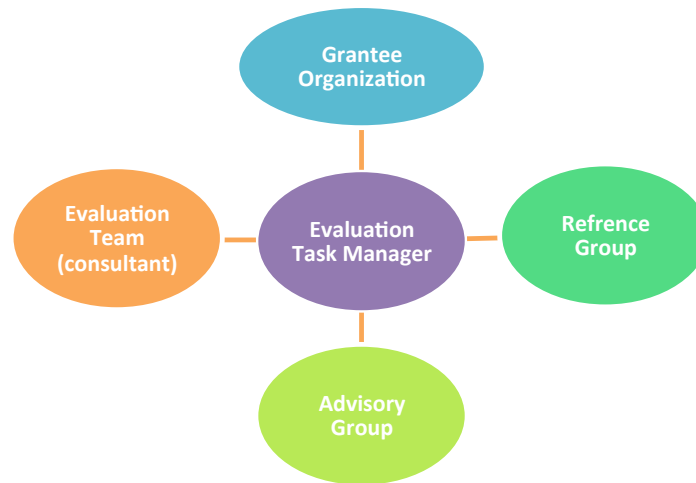 Grantee
Organization
Evaluation
Team
(consultant)
Evaluation
Task Manager
Refrence
Group
Advisory
Group